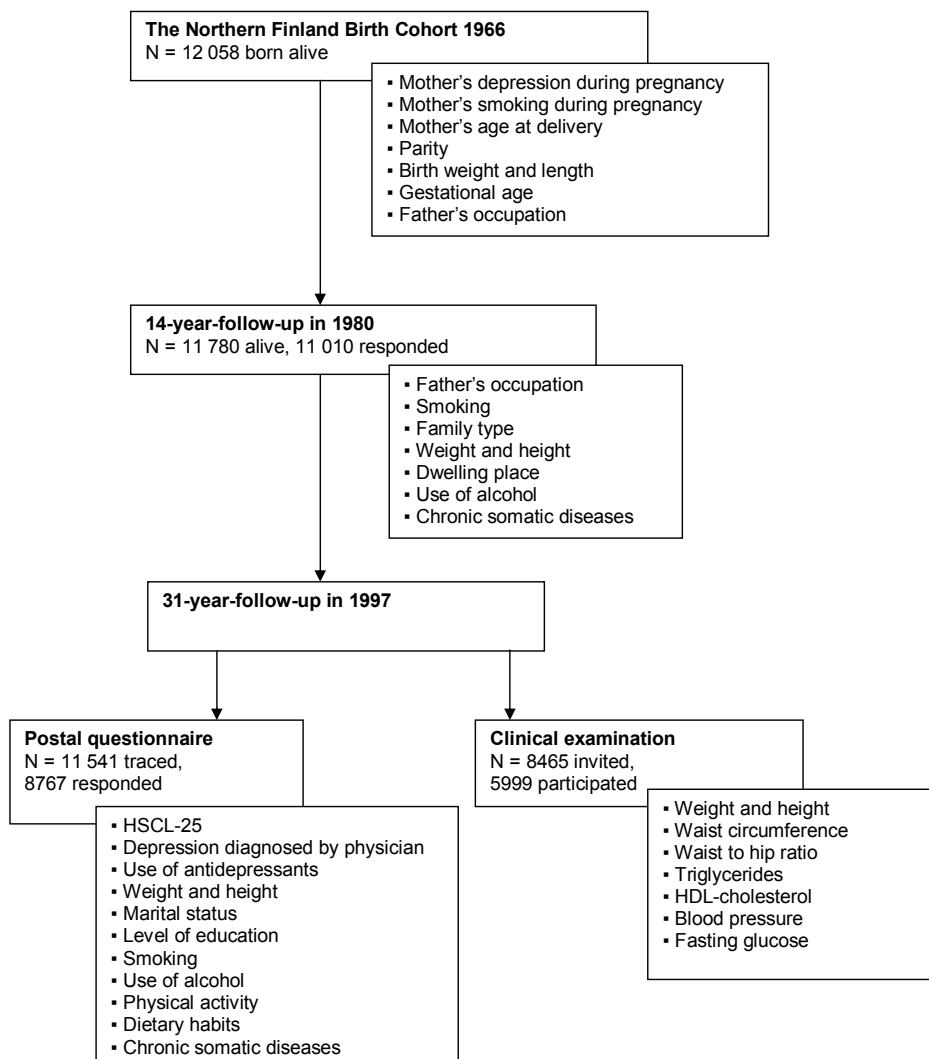 The Northern Finland Birth Cohort 1966
N = 12 058 born alive
▪ Mother's depression during pregnancy
▪ Mother's smoking during pregnancy
▪ Mother's age at delivery
▪ Parity
▪ Birth weight and length
▪ Gestational age
▪ Father's occupation
14-year-follow-up in 1980
N = 11 780 alive, 11 010 responded
▪ Father's occupation
▪ Smoking
▪ Family type
▪ Weight and height
▪ Dwelling place
▪ Use of alcohol
▪ Chronic somatic diseases
31-year-follow-up in 1997
Postal questionnaire
N = 11 541 traced,
8767 responded
▪ HSCL-25
▪ Depression diagnosed by physician
▪ Use of antidepressants
▪ Weight and height
▪ Marital status
▪ Level of education
▪ Smoking
▪ Use of alcohol
▪ Physical activity
▪ Dietary habits
▪ Chronic somatic diseases
Clinical examination
N = 8465 invited,
5999 participated
▪ Weight and height
▪ Waist circumference
▪ Waist to hip ratio
▪ Triglycerides
▪ HDL-cholesterol
▪ Blood pressure
▪ Fasting glucose